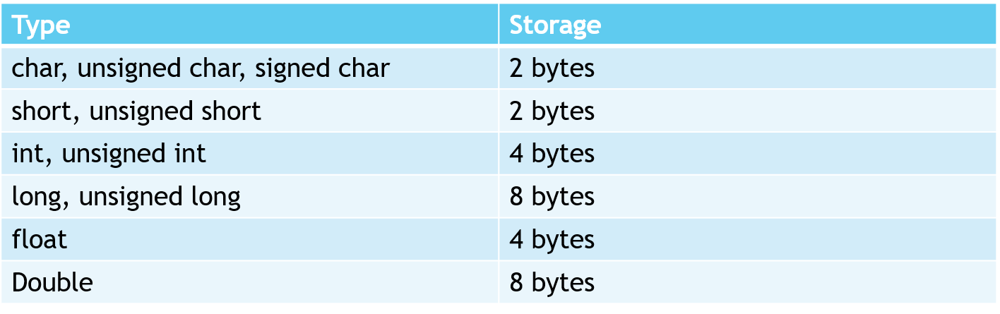 Type Storage
char, unsigned char, signed char 2 bytes
short, unsigned short 2 bytes
int, unsigned int 4 bytes
long, unsigned long 8 bytes
float 4 bytes
Double 8 bytes